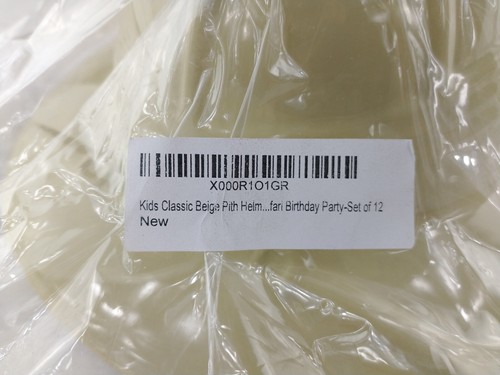 X000R1O1GR
Kids Classic Beige Pith Helm...fari Birthday Party-Set of 12
New